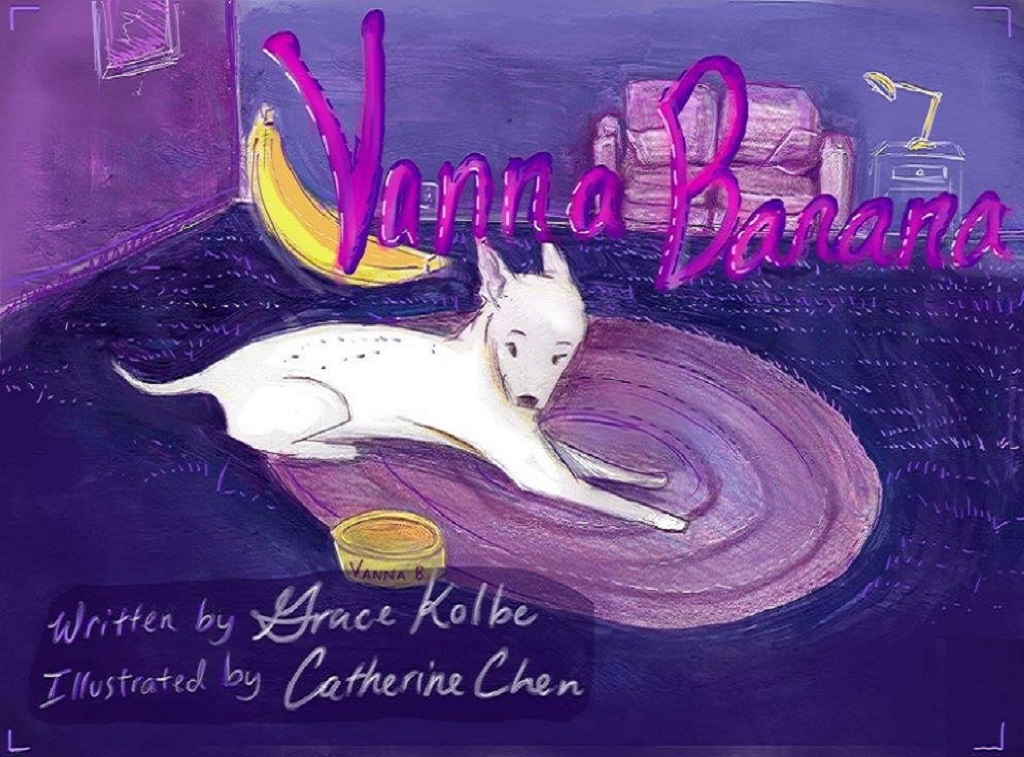 Vanna Banana
VANNA B
Written by Grace Kolbe
Illustrated by Catherine Chen